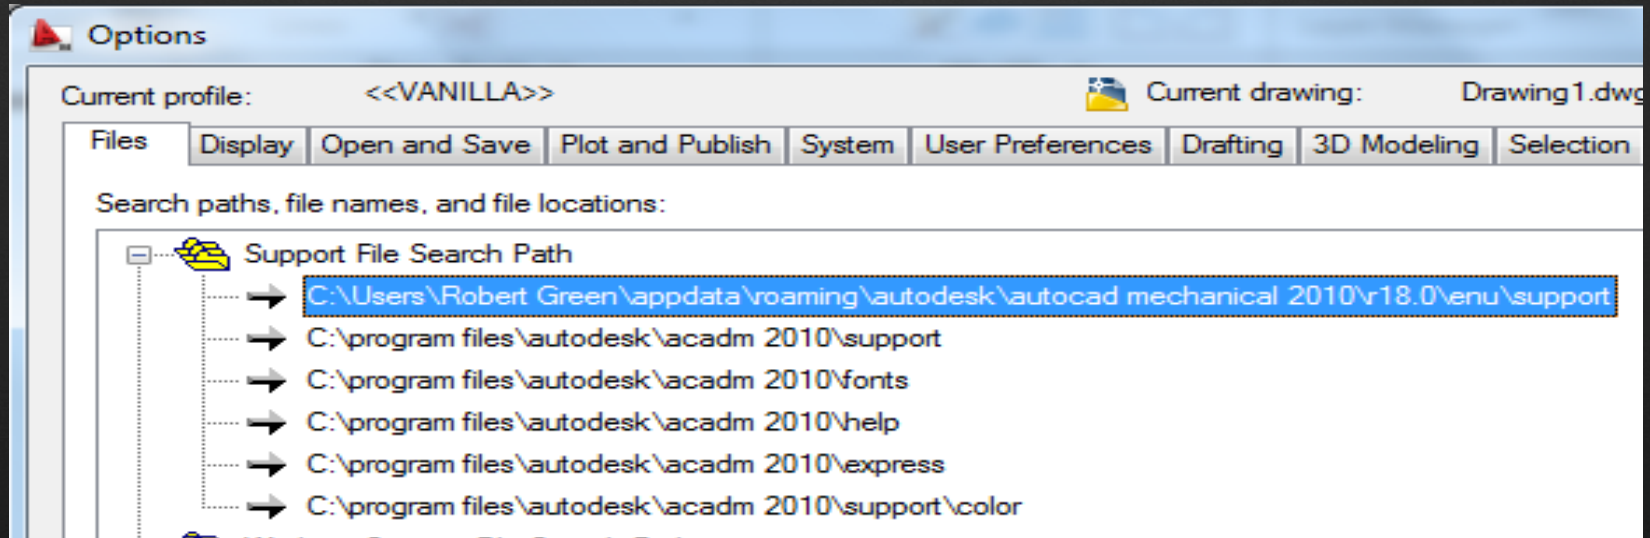 Options
Current profile: <<VANILLA>> Current drawing: Drawing1.dwg
Files Display Open and Save Plot and Publish System User Preferences Drafting 3D Modeling Selection
Search paths, file names, and file locations:
Support File Search Path
C:\Users\Robert Green\appdata\roaming\autodesk\autocad mechanical 2010\r18.0\enu\support
C:\program files\autodesk\acadm 2010\support
C:\program files\autodesk\acadm 2010\fonts
C:\program files\autodesk\acadm 2010\help
C:\program files\autodesk\acadm 2010\express
C:\program files\autodesk\acadm 2010\support\color